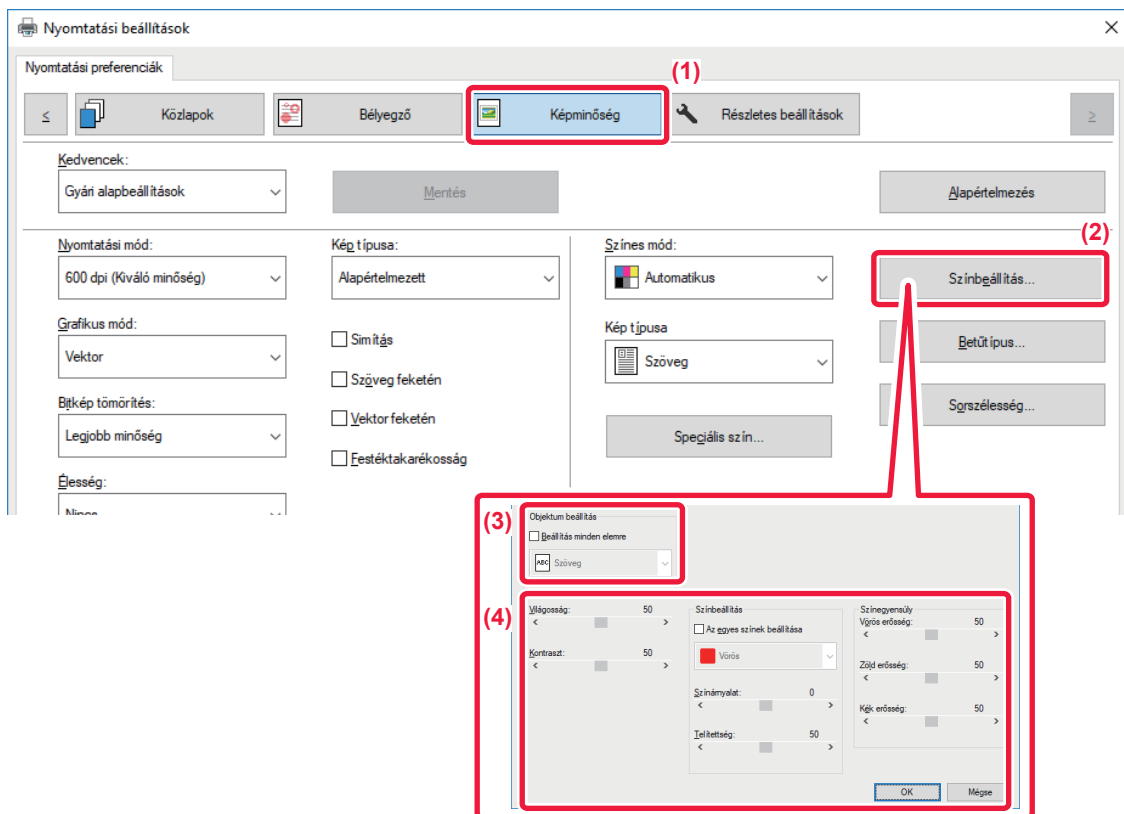 Nyomtatási beállítások
Nyomtatási preferenciák
(1)
<
Közlapok
Bélyegző
Képminőség
Részletes beállítások
>
Kedvencek:
Gyári alapbeállítások
Mentés
Alapértelmezés
(2)
Nyomtatási mód:
600 dpi (Kiváló minőség)
Kép típusa:
Alapértelmezett
Színes mód:
Automatikus
Színbeállítás...
Grafikus mód:
Vektor
Simítás
Szöveg feketén
Kép típusa
Szöveg
Betűtípus...
Bitkép tömörítés:
Legjobb minőség
Vektor feketén
Festéktakarékosság
Speciális szín...
Sorszélesség...
Élesség:
Nincs
(3)
Objektum beállítás
Beállítás minden elemre
ABC Szöveg
(4)
Világosság: 50
< >
Kontraszt: 50
< >
Színbeállítás
Az egyes színek beállítása
Vörös
Színárnyalat: 0
< >
Telítettség: 50
< >
Színegyensúly
Vörös erősség: 50
< >
Zöld erősség: 50
< >
Kék erősség: 50
< >
OK
Mégse